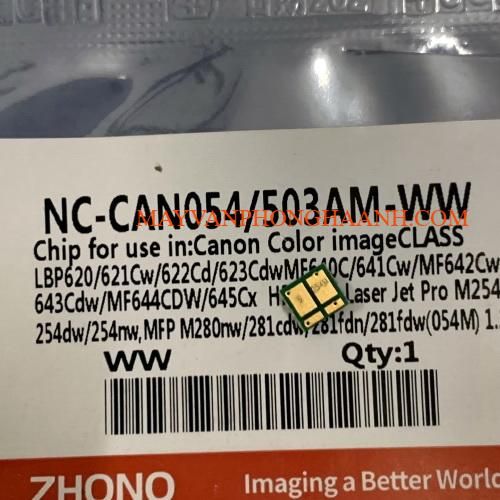 NC-CAN054/503AM-WW
MAYVANPHONGHAANH.COM
Chip for use in:Canon Color imageCLASS
LBP620/621Cw/622Cd/623CdwMF640C/641Cw/MF642Cw
643Cdw/MF644CDW/645Cx Laser Jet Pro M254
254dw/254nw,MFP M280nw/281cdw/281fdn/281fdw(054M) 1.
WW Qty:1
ZHONO Imaging a Better World